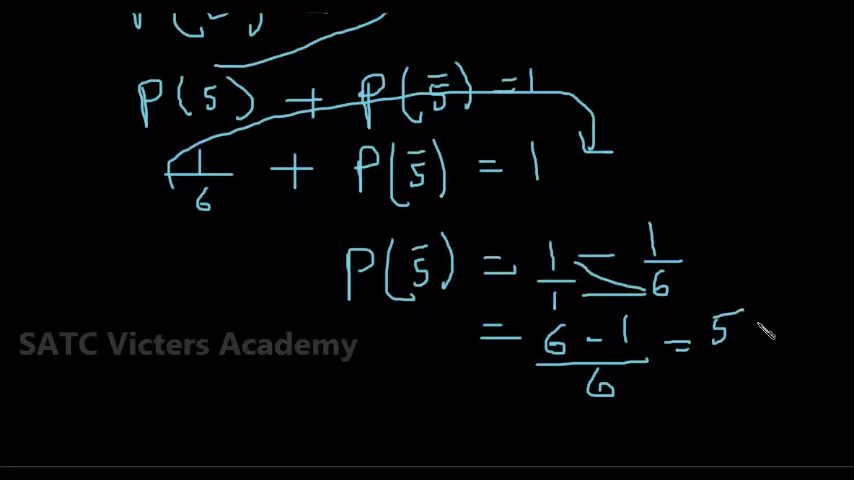 P(5) + P(5̅) = 1
1/6 + P(5̅) = 1
P(5̅) = 1/1 - 1/6
SATC Victers Academy
= (6 - 1)/6 = 5